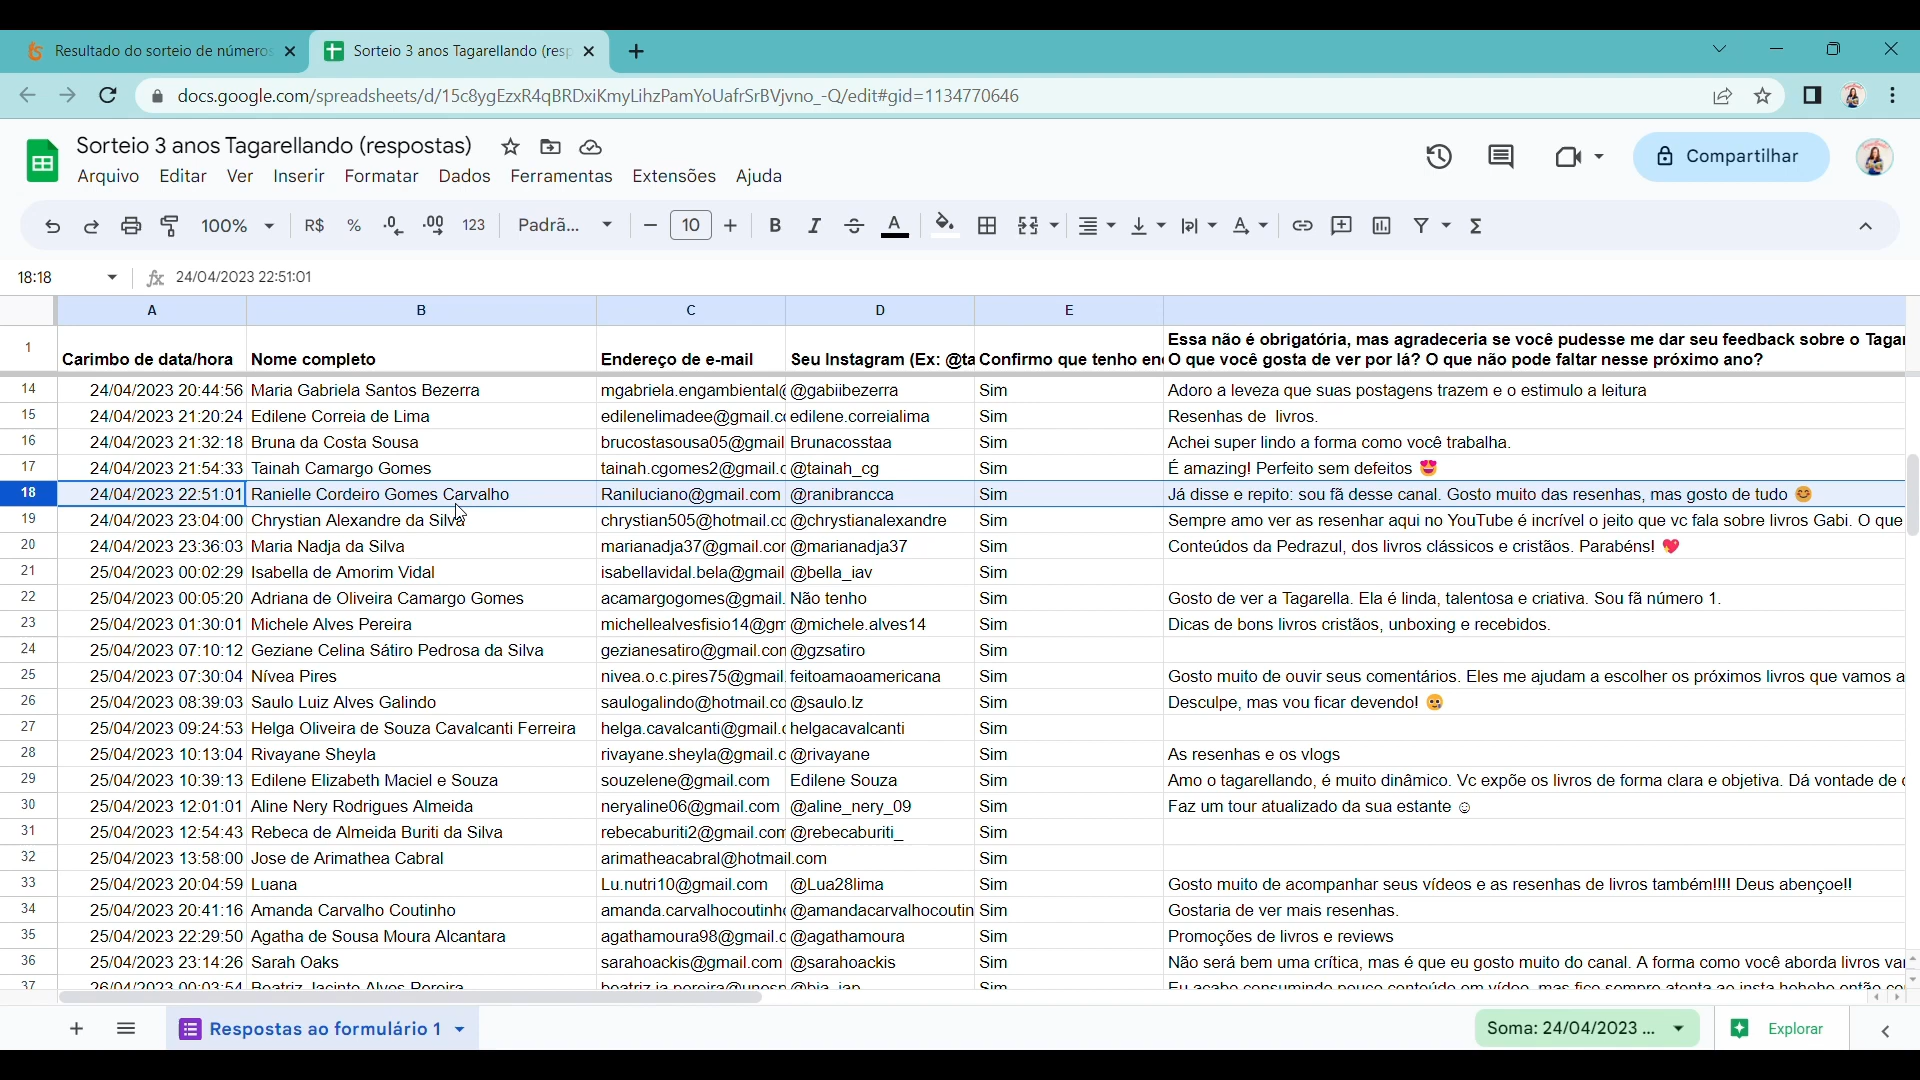 Resultado do sorteio de números
Sorteio 3 anos Tagarellando (resp
docs.google.com/spreadsheets/d/15c8ygEzxR4qBRDxiKmyLihzPamYoUafrSrBVjvno_-Q/edit#gid=1134770646
Sorteio 3 anos Tagarellando (respostas)
Arquivo Editar Ver Inserir Formatar Dados Ferramentas Extensões Ajuda
Compartilhar
100% R$ % .0 .00 123 Padrã... 10 B I S A
18:18 fx 24/04/2023 22:51:01
A B C D E
Essa não é obrigatória, mas agradeceria se você pudesse me dar seu feedback sobre o Tagar
1 Carimbo de data/hora Nome completo Endereço de e-mail Seu Instagram (Ex: @ta Confirmo que tenho en O que você gosta de ver por lá? O que não pode faltar nesse próximo ano?
14 24/04/2023 20:44:56 Maria Gabriela Santos Bezerra mgabriela.engambiental( @gabiibezerra Sim Adoro a leveza que suas postagens trazem e o estimulo a leitura
15 24/04/2023 21:20:24 Edilene Correia de Lima edilenelimadee@gmail.c edilene.correialima Sim Resenhas de livros.
16 24/04/2023 21:32:18 Bruna da Costa Sousa brucostasousa05@gmail Brunacosstaa Sim Achei super lindo a forma como você trabalha.
17 24/04/2023 21:54:33 Tainah Camargo Gomes tainah.cgomes2@gmail.c @tainah_cg Sim É amazing! Perfeito sem defeitos 😍
18 24/04/2023 22:51:01 Ranielle Cordeiro Gomes Carvalho Raniluciano@gmail.com @ranibrancca Sim Já disse e repito: sou fã desse canal. Gosto muito das resenhas, mas gosto de tudo 😊
19 24/04/2023 23:04:00 Chrystian Alexandre da Silva chrystian505@hotmail.cc @chrystianalexandre Sim Sempre amo ver as resenhar aqui no YouTube é incrível o jeito que vc fala sobre livros Gabi. O que
20 24/04/2023 23:36:03 Maria Nadja da Silva marianadja37@gmail.cor @marianadja37 Sim Conteúdos da Pedrazul, dos livros clássicos e cristãos. Parabéns! 💖
21 25/04/2023 00:02:29 Isabella de Amorim Vidal isabellavidal.bela@gmail @bella_iav Sim
22 25/04/2023 00:05:20 Adriana de Oliveira Camargo Gomes acamargogomes@gmail. Não tenho Sim Gosto de ver a Tagarella. Ela é linda, talentosa e criativa. Sou fã número 1.
23 25/04/2023 01:30:01 Michele Alves Pereira michellealvesfisio14@gm @michele.alves14 Sim Dicas de bons livros cristãos, unboxing e recebidos.
24 25/04/2023 07:10:12 Geziane Celina Sátiro Pedrosa da Silva gezianesatiro@gmail.con @gzsatiro Sim
25 25/04/2023 07:30:04 Nívea Pires nivea.o.c.pires75@gmail. feitoamaoamericana Sim Gosto muito de ouvir seus comentários. Eles me ajudam a escolher os próximos livros que vamos a
26 25/04/2023 08:39:03 Saulo Luiz Alves Galindo saulogalindo@hotmail.cc @saulo.lz Sim Desculpe, mas vou ficar devendo!
27 25/04/2023 09:24:53 Helga Oliveira de Souza Cavalcanti Ferreira helga.cavalcanti@gmail.c helgacavalcanti Sim
28 25/04/2023 10:13:04 Rivayane Sheyla rivayane.sheyla@gmail.c @rivayane Sim As resenhas e os vlogs
29 25/04/2023 10:39:13 Edilene Elizabeth Maciel e Souza souzelene@gmail.com Edilene Souza Sim Amo o tagarellando, é muito dinâmico. Vc expõe os livros de forma clara e objetiva. Dá vontade de
30 25/04/2023 12:01:01 Aline Nery Rodrigues Almeida neryaline06@gmail.com @aline_nery_09 Sim Faz um tour atualizado da sua estante ☺
31 25/04/2023 12:54:43 Rebeca de Almeida Buriti da Silva rebecaburiti2@gmail.com @rebecaburiti_ Sim
32 25/04/2023 13:58:00 Jose de Arimathea Cabral arimatheacabral@hotmail.com Sim
33 25/04/2023 20:04:59 Luana Lu.nutri10@gmail.com @Lua28lima Sim Gosto muito de acompanhar seus vídeos e as resenhas de livros também!!!! Deus abençoe!!
34 25/04/2023 20:41:16 Amanda Carvalho Coutinho amanda.carvalhocoutinh @amandacarvalhocoutin Sim Gostaria de ver mais resenhas.
35 25/04/2023 22:29:50 Agatha de Sousa Moura Alcantara agathamoura98@gmail.c @agathamoura Sim Promoções de livros e reviews
36 25/04/2023 23:14:26 Sarah Oaks sarahoackis@gmail.com @sarahoackis Sim Não será bem uma crítica, mas é que eu gosto muito do canal. A forma como você aborda livros va
37 26/04/2023 00:03:54 Beatriz Jacinto Alves Pereira Sim Eu acabo consumindo pouco conteúdo em vídeo, mas fico sempre atenta ao insta hehehe então
Respostas ao formulário 1 Soma: 24/04/2023 ... Explorar